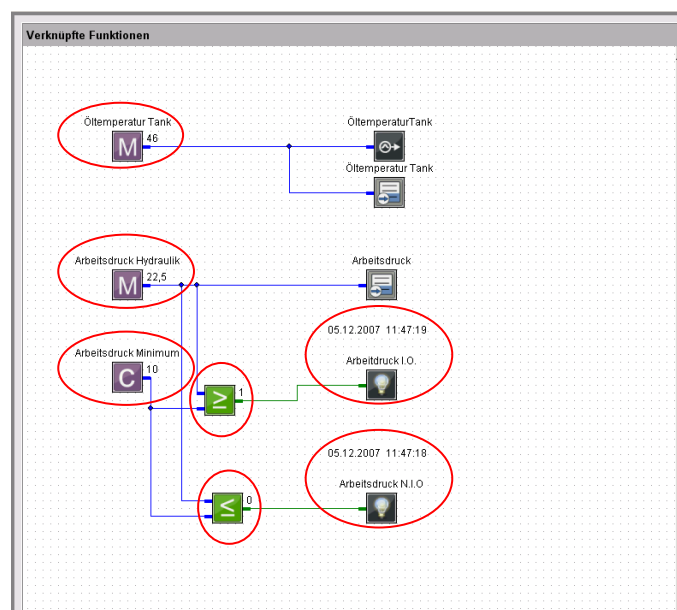 Verknüpfte Funktionen
Öltemperatur Tank
ÖltemperaturTank
M
46
Öltemperatur Tank
Arbeitsdruck Hydraulik
Arbeitsdruck
M
22,5
05.12.2007 11:47:19
Arbeitsdruck Minimum
Arbeitdruck I.O.
C
10
≥
1
05.12.2007 11:47:18
Arbeitsdruck N.I.O
≤
0